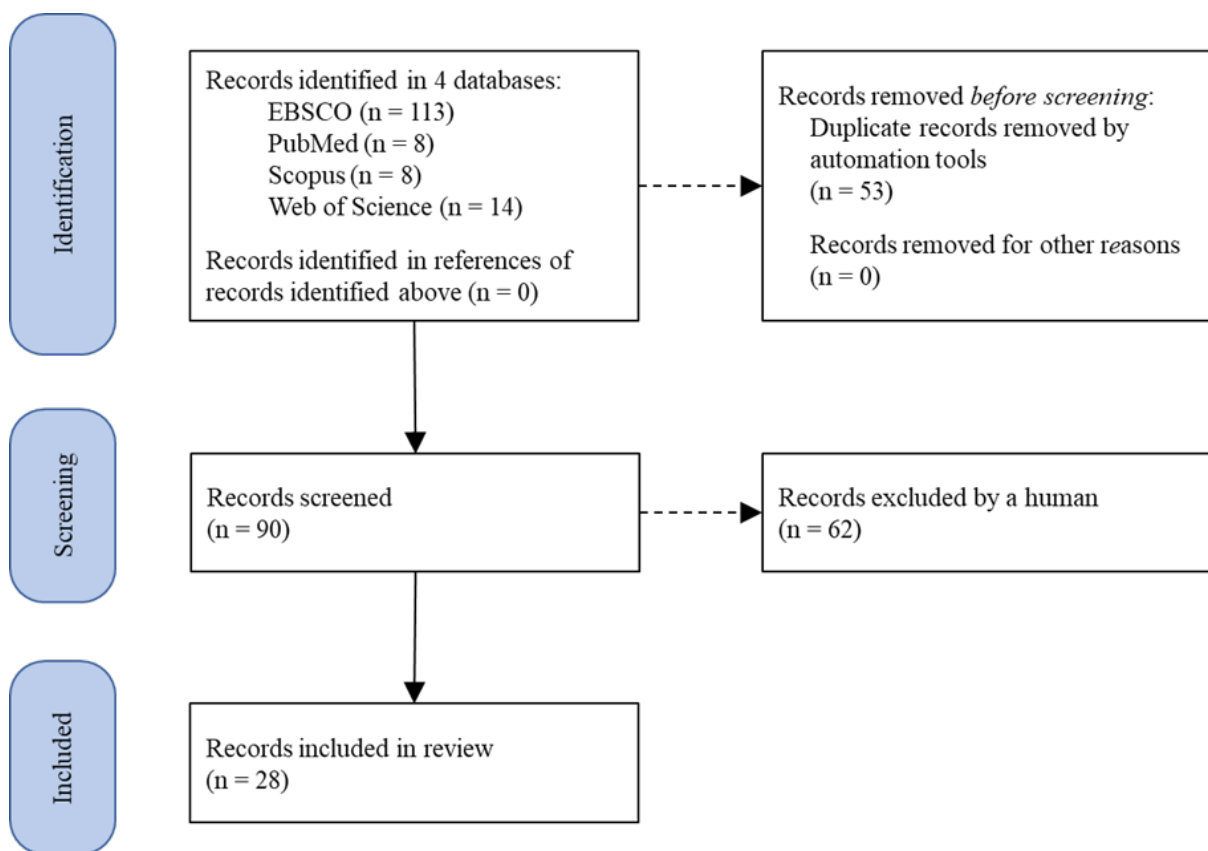 Identification
Records identified in 4 databases:
EBSCO (n = 113)
PubMed (n = 8)
Scopus (n = 8)
Web of Science (n = 14)
Records identified in references of
records identified above (n = 0)
Records removed before screening:
Duplicate records removed by
automation tools
(n = 53)
Records removed for other reasons
(n = 0)
Screening
Records screened
(n = 90)
Records excluded by a human
(n = 62)
Included
Records included in review
(n = 28)